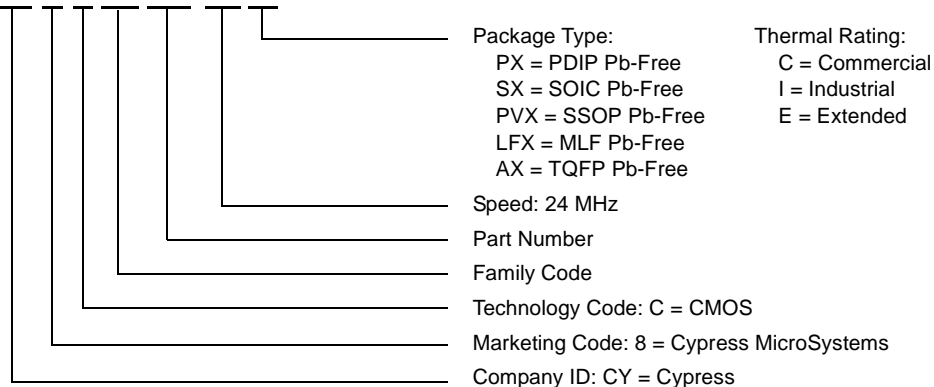 Package Type:
PX = PDIP Pb-Free
SX = SOIC Pb-Free
PVX = SSOP Pb-Free
LFX = MLF Pb-Free
AX = TQFP Pb-Free
Thermal Rating:
C = Commercial
I = Industrial
E = Extended
Speed: 24 MHz
Part Number
Family Code
Technology Code: C = CMOS
Marketing Code: 8 = Cypress MicroSystems
Company ID: CY = Cypress